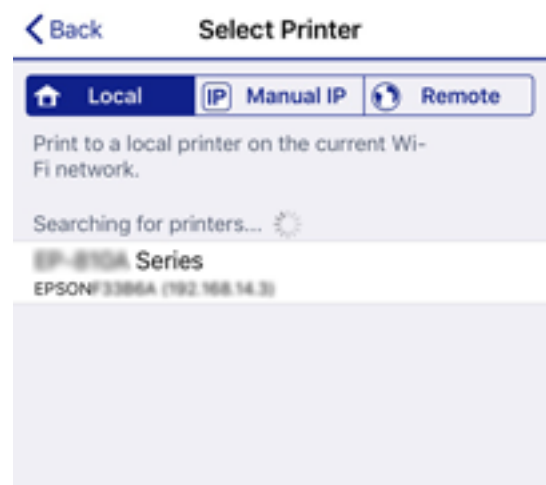 Back
Select Printer
Local
IP Manual IP
Remote
Print to a local printer on the current Wi-
Fi network.
Searching for printers...
Series
EPSON